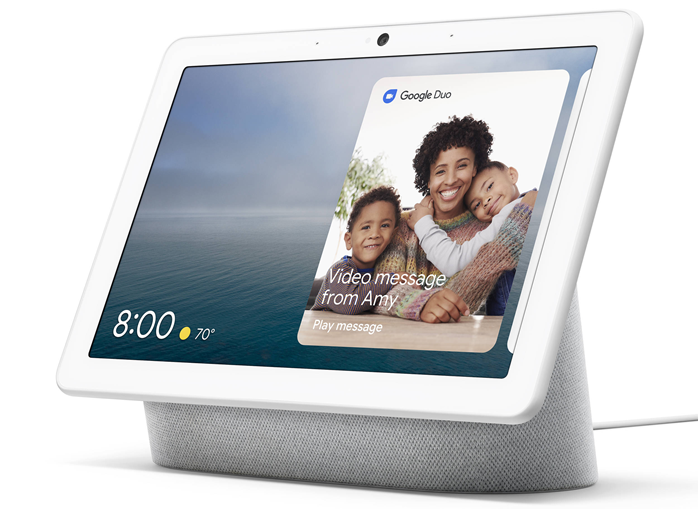 Google Duo
Video message
from Amy
Play message
8:00 70°